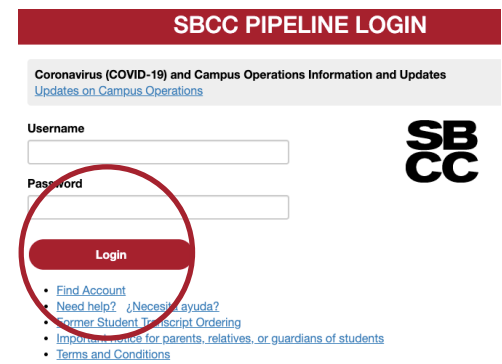 SBCC PIPELINE LOGIN
Coronavirus (COVID-19) and Campus Operations Information and Updates
Updates on Campus Operations
Username
SB
CC
Password
Login
Find Account
Need help? ¿Necesita ayuda?
Former Student Transcript Ordering
Important notice for parents, relatives, or guardians of students
Terms and Conditions